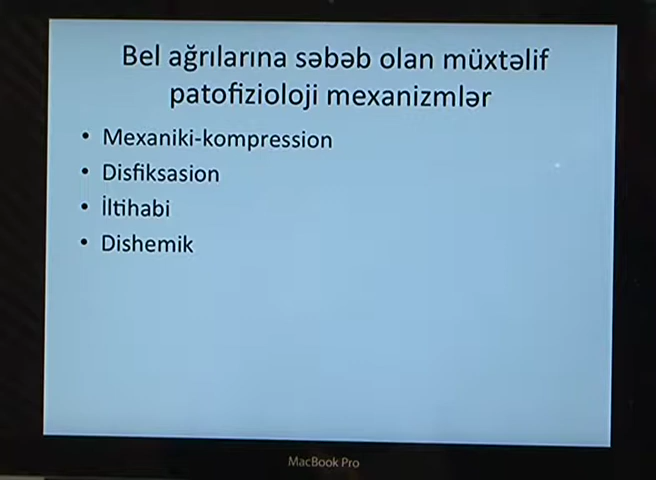 Bel ağrılarına səbəb olan müxtəlif
patofizioloji mexanizmlər
• Mexaniki-kompression
• Disfiksasion
• İltihabi
• Dishemik
MacBook Pro